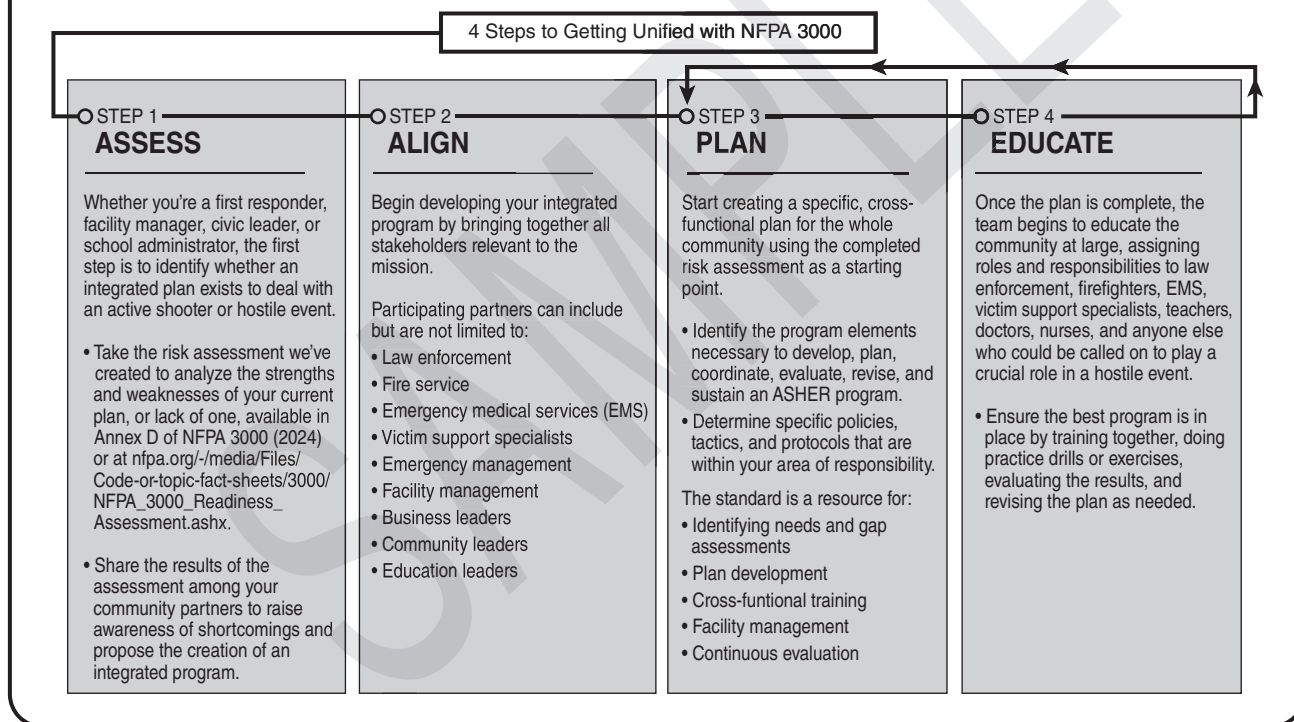 4 Steps to Getting Unified with NFPA 3000
STEP 1
ASSESS
Whether you're a first responder,
facility manager, civic leader, or
school administrator, the first
step is to identify whether an
integrated plan exists to deal with
an active shooter or hostile event.
• Take the risk assessment we've
created to analyze the strengths
and weaknesses of your current
plan, or lack of one, available in
Annex D of NFPA 3000 (2024)
or at nfpa.org/-/media/Files/
Code-or-topic-fact-sheets/3000/
NFPA_3000_Readiness_
Assessment.ashx.
• Share the results of the
assessment among your
community partners to raise
awareness of shortcomings and
propose the creation of an
integrated program.
STEP 2
ALIGN
Begin developing your integrated
program by bringing together all
stakeholders relevant to the
mission.
Participating partners can include
but are not limited to:
• Law enforcement
• Fire service
• Emergency medical services (EMS)
• Victim support specialists
• Emergency management
• Facility management
• Business leaders
• Community leaders
• Education leaders
STEP 3
PLAN
Start creating a specific, cross-
functional plan for the whole
community using the completed
risk assessment as a starting
point.
• Identify the program elements
necessary to develop, plan,
coordinate, evaluate, revise, and
sustain an ASHER program.
• Determine specific policies,
tactics, and protocols that are
within your area of responsibility.
The standard is a resource for:
• Identifying needs and gap
assessments
• Plan development
• Cross-funtional training
• Facility management
• Continuous evaluation
STEP 4
EDUCATE
Once the plan is complete, the
team begins to educate the
community at large, assigning
roles and responsibilities to law
enforcement, firefighters, EMS,
victim support specialists, teachers,
doctors, nurses, and anyone else
who could be called on to play a
crucial role in a hostile event.
• Ensure the best program is in
place by training together, doing
practice drills or exercises,
evaluating the results, and
revising the plan as needed.
SAMPLE